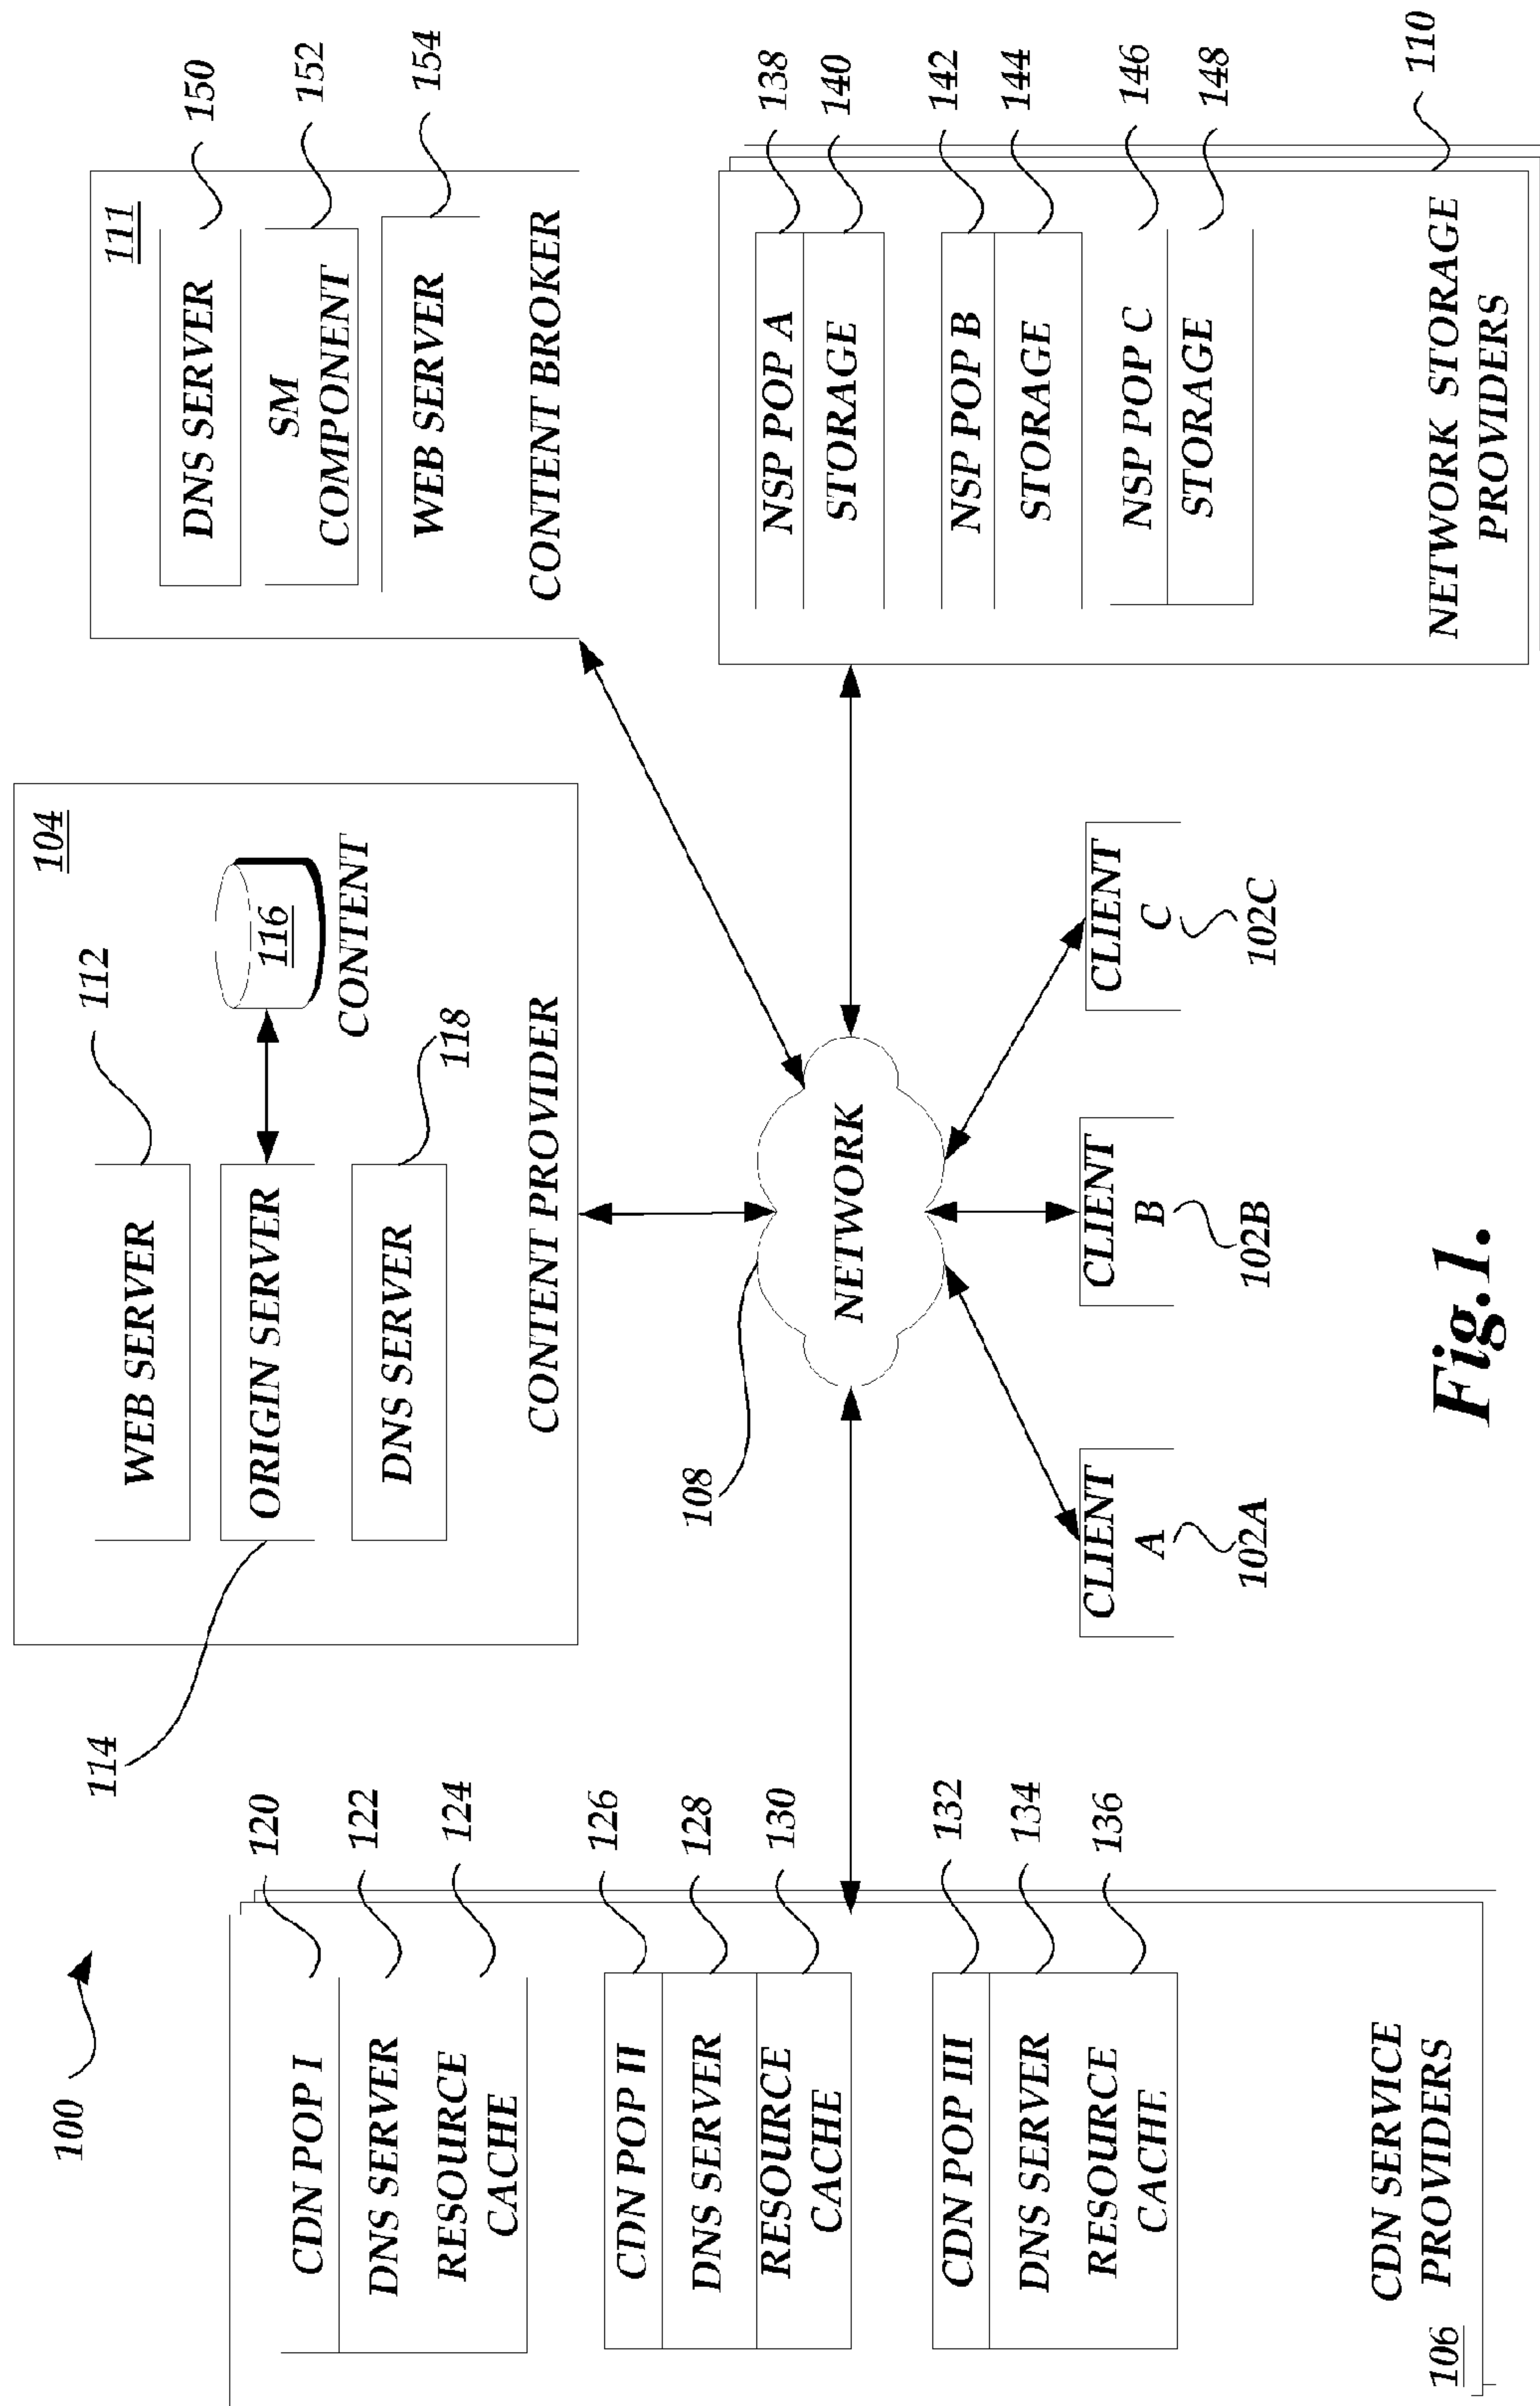 100
104
WEB SERVER
112
ORIGIN SERVER
114
116
CONTENT
DNS SERVER
118
CONTENT PROVIDER
111
DNS SERVER
150
SM
COMPONENT
152
WEB SERVER
154
CONTENT BROKER
CDN POP I
120
DNS SERVER
122
RESOURCE
CACHE
124
CDN POP II
126
DNS SERVER
128
RESOURCE
CACHE
130
CDN POP III
132
DNS SERVER
134
RESOURCE
CACHE
136
CDN SERVICE
PROVIDERS
106
108
NETWORK
NSP POP A
138
STORAGE
140
NSP POP B
142
STORAGE
144
NSP POP C
146
STORAGE
148
NETWORK STORAGE
PROVIDERS
110
CLIENT
A
102A
CLIENT
B
102B
CLIENT
C
102C
Fig.1.